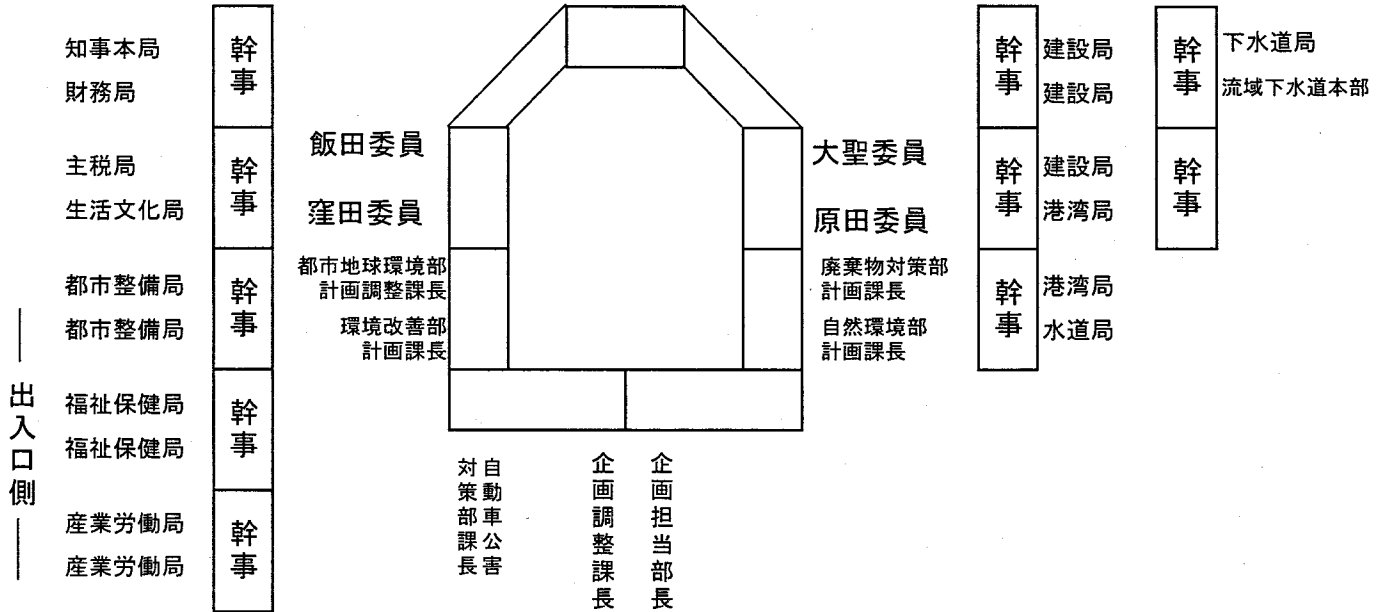 知事本局
財務局
幹事
主税局
生活文化局
幹事
都市整備局
都市整備局
幹事
福祉保健局
福祉保健局
幹事
産業労働局
産業労働局
幹事
出入口側
飯田委員
窪田委員
都市地球環境部
計画調整課長
環境改善部
計画課長
自動車公害
対策部課長
企画調整課長
企画担当部長
大聖委員
原田委員
廃棄物対策部
計画課長
自然環境部
計画課長
幹事
建設局
建設局
幹事
建設局
港湾局
幹事
港湾局
水道局
幹事
下水道局
流域下水道本部
幹事